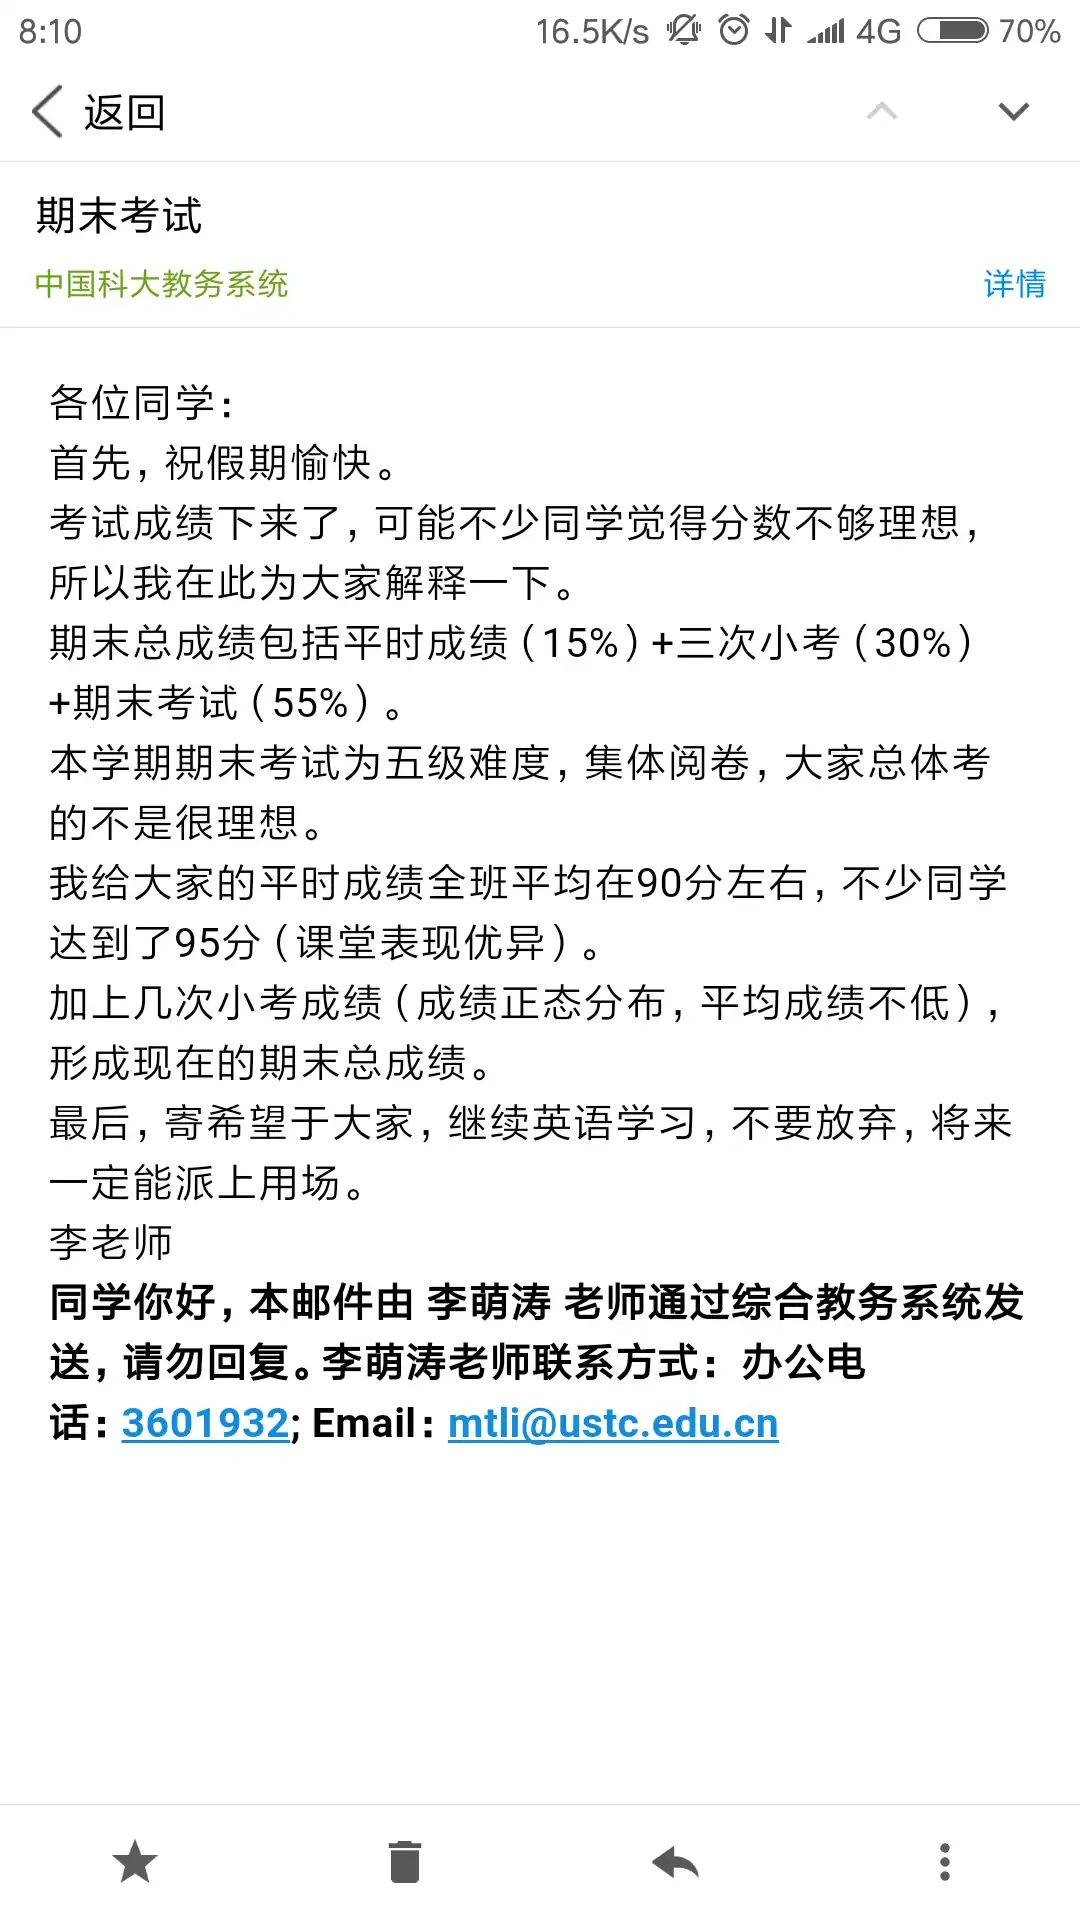 8:10 16.5K/s 4G 70%
返回
期末考试
中国科大教务系统 详情
各位同学：
首先，祝假期愉快。
考试成绩下来了，可能不少同学觉得分数不够理想，
所以我在此为大家解释一下。
期末总成绩包括平时成绩（15%）+三次小考（30%）
+期末考试（55%）。
本学期期末考试为五级难度，集体阅卷，大家总体考
的不是很理想。
我给大家的平时成绩全班平均在90分左右，不少同学
达到了95分（课堂表现优异）。
加上几次小考成绩（成绩正态分布，平均成绩不低），
形成现在的期末总成绩。
最后，寄希望于大家，继续英语学习，不要放弃，将来
一定能派上用场。
李老师
同学你好，本邮件由 李萌涛 老师通过综合教务系统发
送，请勿回复。李萌涛老师联系方式：办公电
话：3601932; Email：mtli@ustc.edu.cn